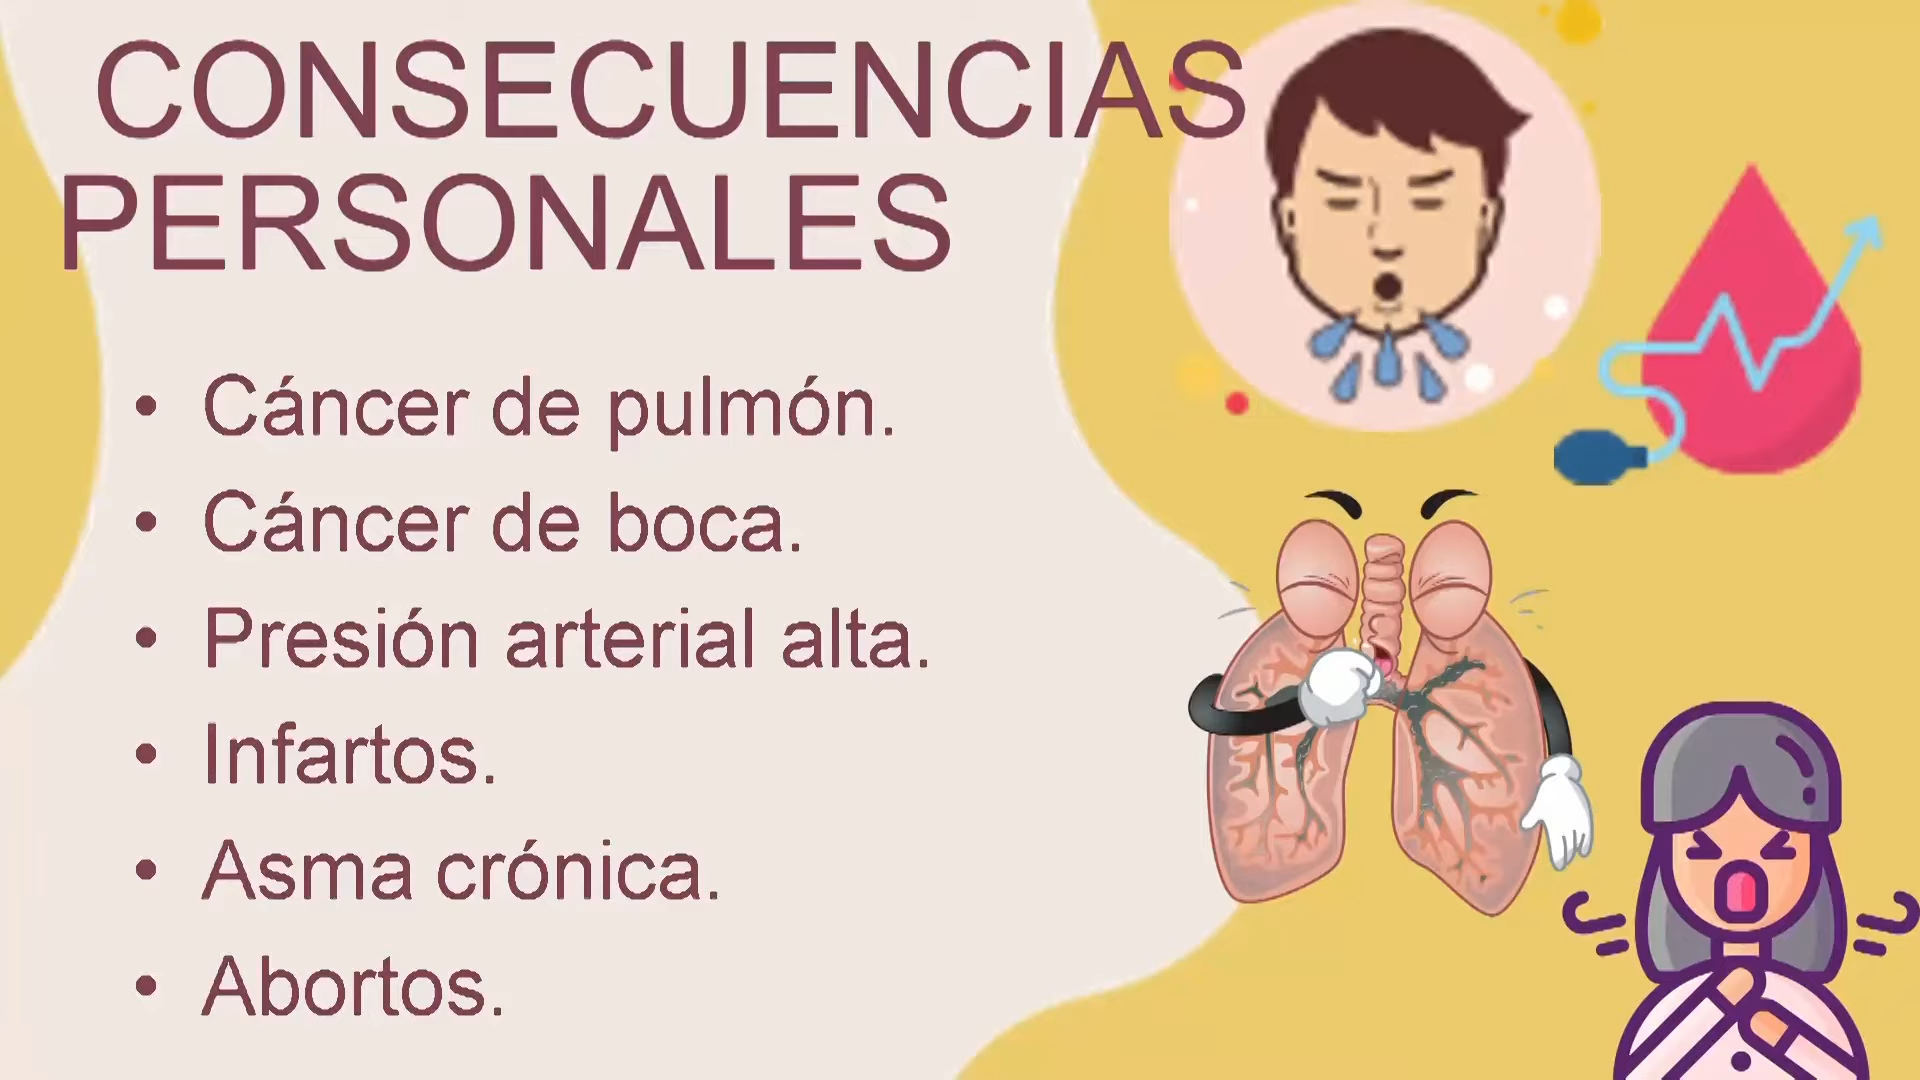 CONSECUENCIAS
PERSONALES
• Cáncer de pulmón.
• Cáncer de boca.
• Presión arterial alta.
• Infartos.
• Asma crónica.
• Abortos.